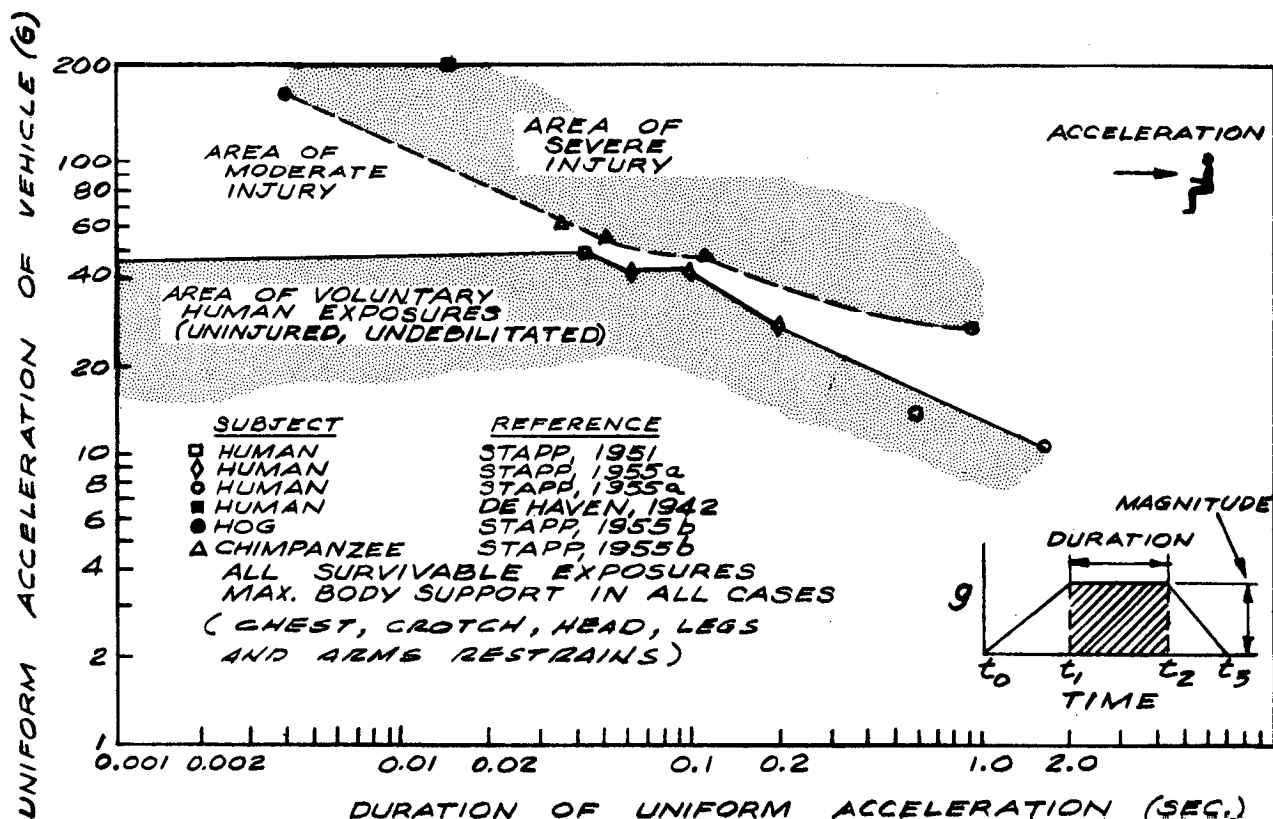 UNIFORM ACCELERATION OF VEHICLE (G)
200
100
80
60
40
20
10
8
6
4
2
1
AREA OF
MODERATE
INJURY
AREA OF
SEVERE
INJURY
ACCELERATION
AREA OF VOLUNTARY
HUMAN EXPOSURES
(UNINJURED, UNDEBILITATED)
SUBJECT REFERENCE
HUMAN STAPP, 1951
HUMAN STAPP, 1955a
HUMAN STAPP, 1955a
HUMAN DE HAVEN, 1942
HOG STAPP, 1955b
CHIMPANZEE STAPP, 1955b
ALL SURVIVABLE EXPOSURES
MAX. BODY SUPPORT IN ALL CASES
(CHEST, CROTCH, HEAD, LEGS
AND ARMS RESTRAINS)
MAGNITUDE
DURATION
g
t0 t1 t2 t3
TIME
0.001 0.002 0.01 0.02 0.1 0.2 1.0 2.0
DURATION OF UNIFORM ACCELERATION (SEC.)